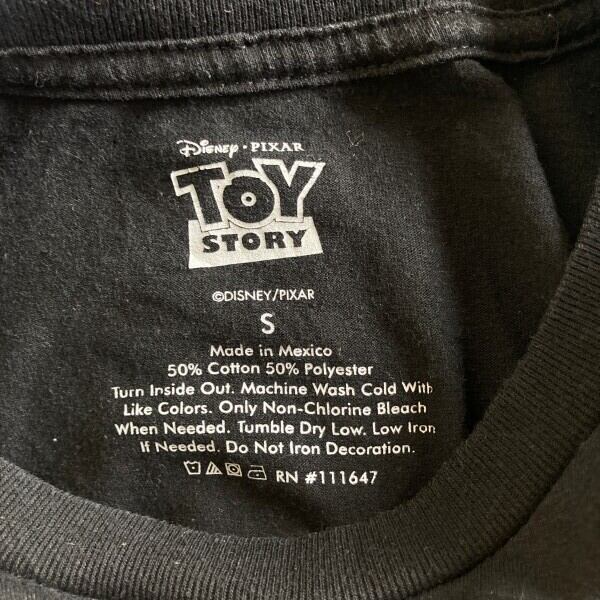 Disney · PIXAR
TOY
STORY
©DISNEY/PIXAR
S
Made in Mexico
50% Cotton 50% Polyester
Turn Inside Out. Machine Wash Cold With
Like Colors. Only Non-Chlorine Bleach
When Needed. Tumble Dry Low. Low Iron
If Needed. Do Not Iron Decoration.
RN #111647